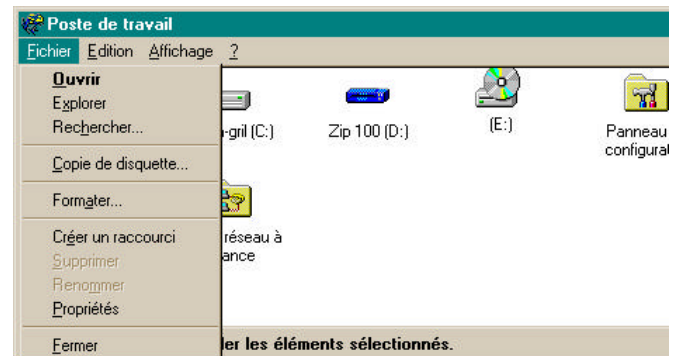 Poste de travail
Fichier Edition Affichage ?
Ouvrir
Explorer
Rechercher...
Copie de disquette...
Formater...
Créer un raccourci
Supprimer
Renommer
Propriétés
Fermer
-gril (C:)
Zip 100 (D:)
(E:)
Panneau
configurat
réseau à
ance
der les éléments sélectionnés.